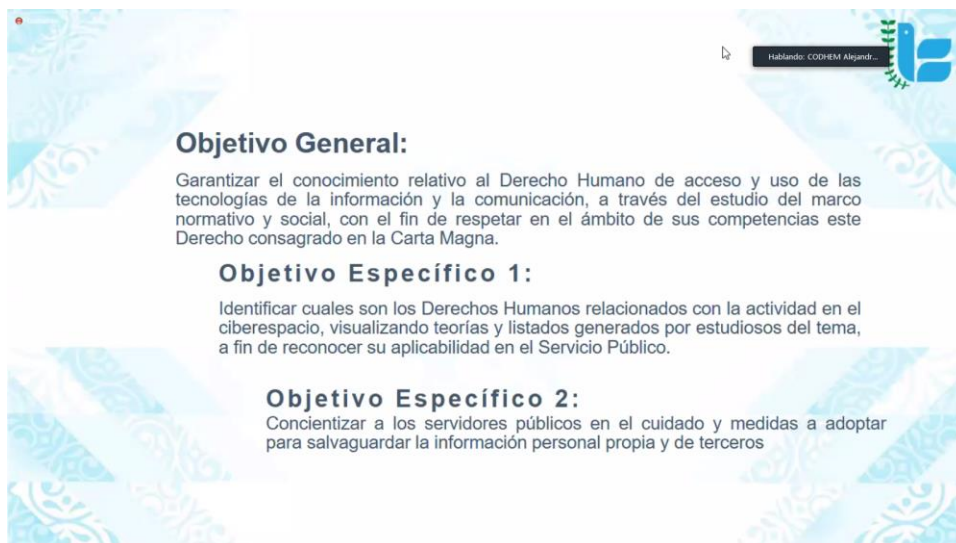 Hablando: CODHEM Alejandr...
Objetivo General:
Garantizar el conocimiento relativo al Derecho Humano de acceso y uso de las
tecnologías de la información y la comunicación, a través del estudio del marco
normativo y social, con el fin de respetar en el ámbito de sus competencias este
Derecho consagrado en la Carta Magna.
Objetivo Específico 1:
Identificar cuales son los Derechos Humanos relacionados con la actividad en el
ciberespacio, visualizando teorías y listados generados por estudiosos del tema,
a fin de reconocer su aplicabilidad en el Servicio Público.
Objetivo Específico 2:
Concientizar a los servidores públicos en el cuidado y medidas a adoptar
para salvaguardar la información personal propia y de terceros